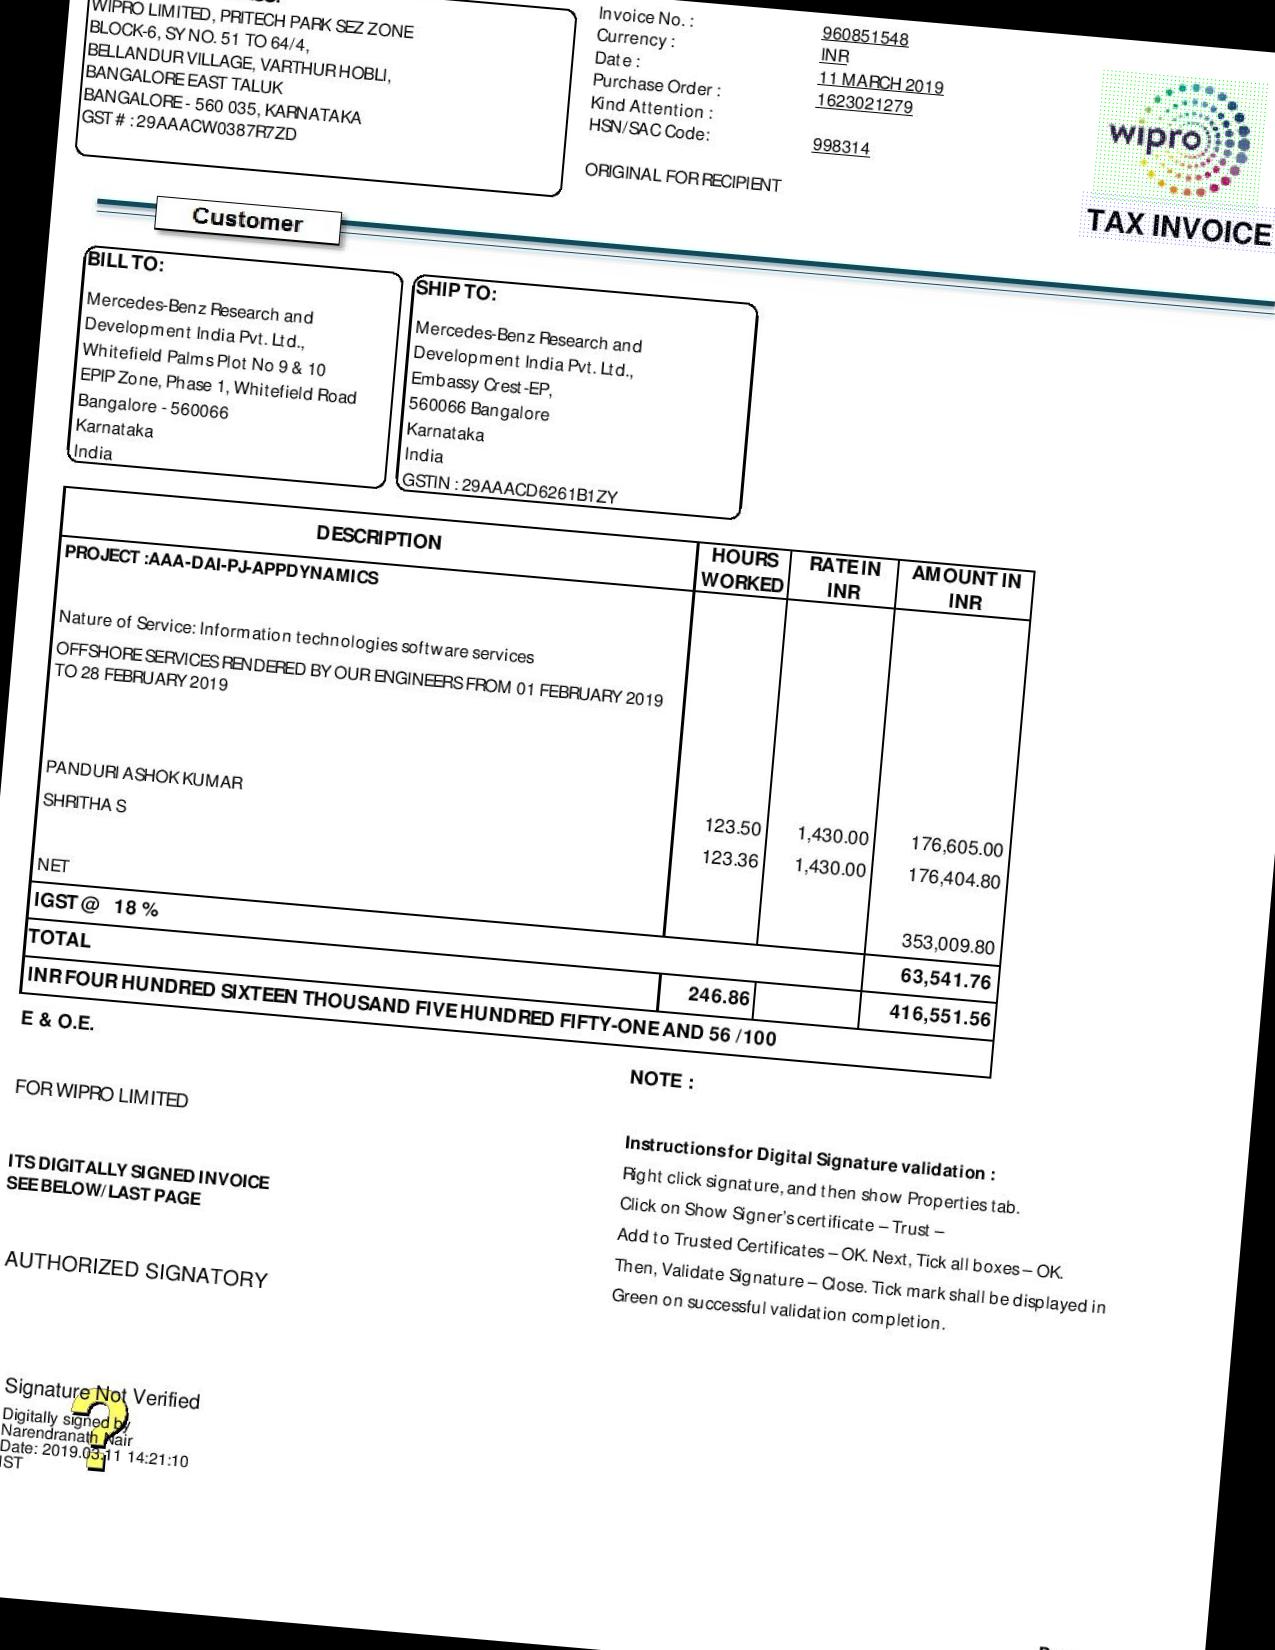 WIPRO LIMITED, PRITECH PARK SEZ ZONE
BLOCK-6, SY NO. 51 TO 64/4,
BELLANDUR VILLAGE, VARTHUR HOBLI,
BANGALORE EAST TALUK
BANGALORE - 560 035, KARNATAKA
GST # : 29AAACW0387R7ZD
Invoice No. : 960851548
Currency : INR
Date : 11 MARCH 2019
Purchase Order : 1623021279
Kind Attention :
HSN/SAC Code: 998314
ORIGINAL FOR RECIPIENT
wipro
TAX INVOICE
Customer
BILL TO:
Mercedes-Benz Research and
Development India Pvt. Ltd.,
Whitefield Palms Plot No 9 & 10
EPIP Zone, Phase 1, Whitefield Road
Bangalore - 560066
Karnataka
India
SHIP TO:
Mercedes-Benz Research and
Development India Pvt. Ltd.,
Embassy Crest-EP,
560066 Bangalore
Karnataka
India
GSTIN : 29AAACD6261B1ZY
DESCRIPTION HOURS WORKED RATE IN INR AMOUNT IN INR
PROJECT :AAA-DAI-PJ-APPDYNAMICS
Nature of Service: Information technologies software services
OFFSHORE SERVICES RENDERED BY OUR ENGINEERS FROM 01 FEBRUARY 2019
TO 28 FEBRUARY 2019
PANDURI ASHOK KUMAR 123.50 1,430.00 176,605.00
SHRITHA S 123.36 1,430.00 176,404.80
NET 353,009.80
IGST @ 18 % 63,541.76
TOTAL 246.86 416,551.56
INR FOUR HUNDRED SIXTEEN THOUSAND FIVE HUNDRED FIFTY-ONE AND 56 /100
E & O.E.
FOR WIPRO LIMITED
ITS DIGITALLY SIGNED INVOICE
SEE BELOW/ LAST PAGE
AUTHORIZED SIGNATORY
NOTE :
Instructions for Digital Signature validation :
Right click signature, and then show Properties tab.
Click on Show Signer's certificate – Trust –
Add to Trusted Certificates – OK. Next, Tick all boxes – OK.
Then, Validate Signature – Close. Tick mark shall be displayed in
Green on successful validation completion.
Signature Not Verified
Digitally signed by
Narendranath Nair
Date: 2019.03.11 14:21:10
IST